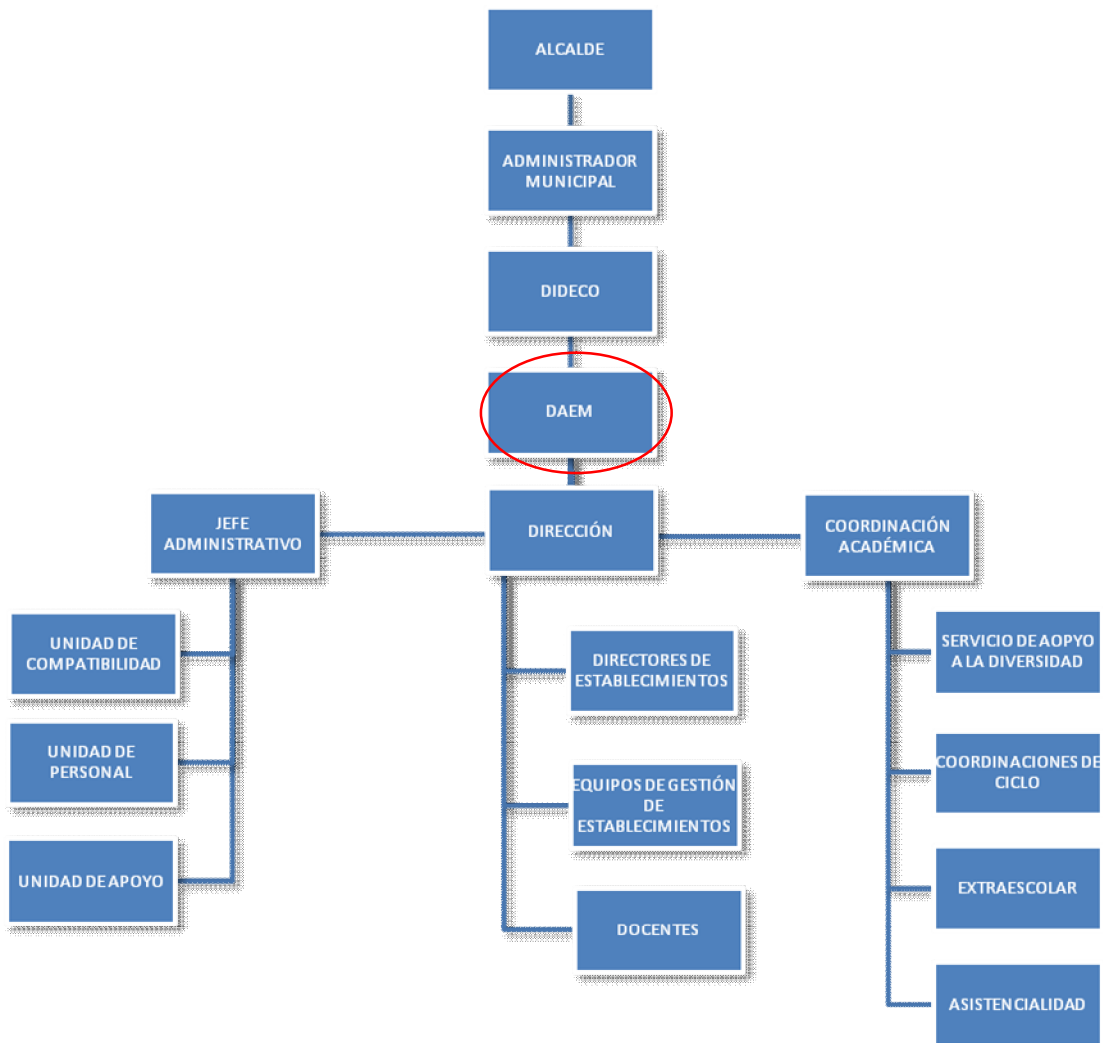 ALCALDE
ADMINISTRADOR
MUNICIPAL
DIDECO
DAEM
JEFE
ADMINISTRATIVO
DIRECCIÓN
COORDINACIÓN
ACADÉMICA
UNIDAD DE
COMPATIBILIDAD
UNIDAD DE
PERSONAL
UNIDAD DE APOYO
DIRECTORES DE
ESTABLECIMIENTOS
EQUIPOS DE GESTIÓN
DE
ESTABLECIMIENTOS
DOCENTES
SERVICIO DE AOPYO
A LA DIVERSIDAD
COORDINACIONES DE
CICLO
EXTRAESCOLAR
ASISTENCIALIDAD